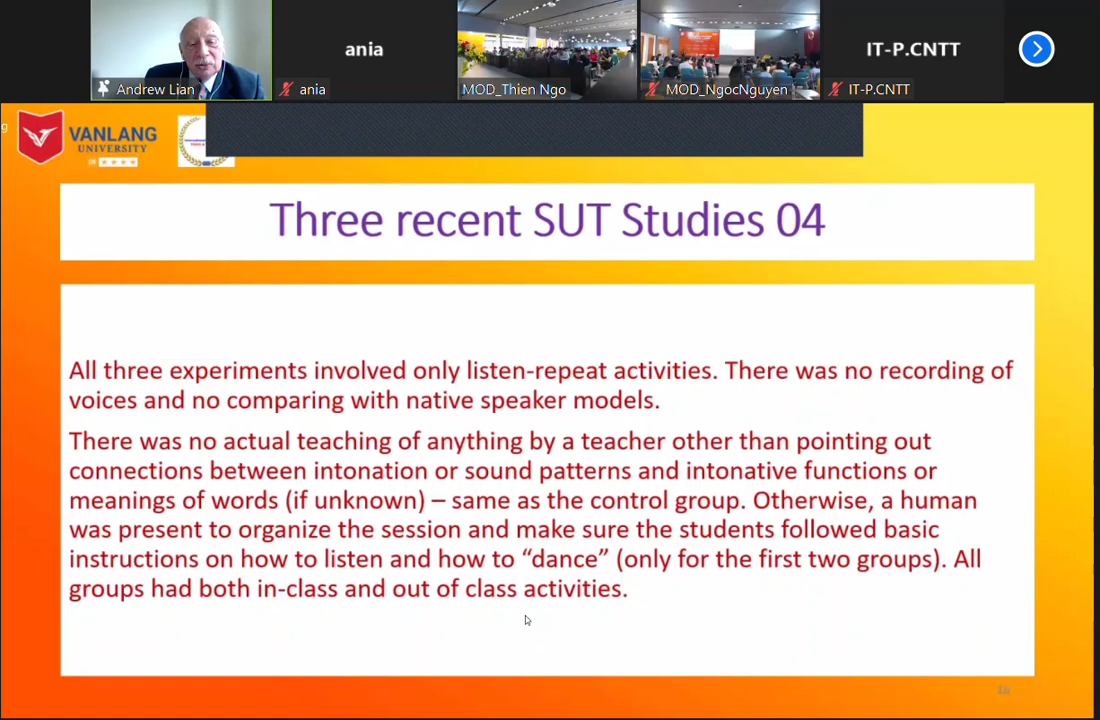 ania
IT-P.CNTT
Andrew Lian
ania
MOD_Thien Ngo
MOD_NgocNguyen
IT-P.CNTT
g
VANLANG
UNIVERSITY
Three recent SUT Studies 04
All three experiments involved only listen-repeat activities. There was no recording of
voices and no comparing with native speaker models.
There was no actual teaching of anything by a teacher other than pointing out
connections between intonation or sound patterns and intonative functions or
meanings of words (if unknown) – same as the control group. Otherwise, a human
was present to organize the session and make sure the students followed basic
instructions on how to listen and how to “dance” (only for the first two groups). All
groups had both in-class and out of class activities.